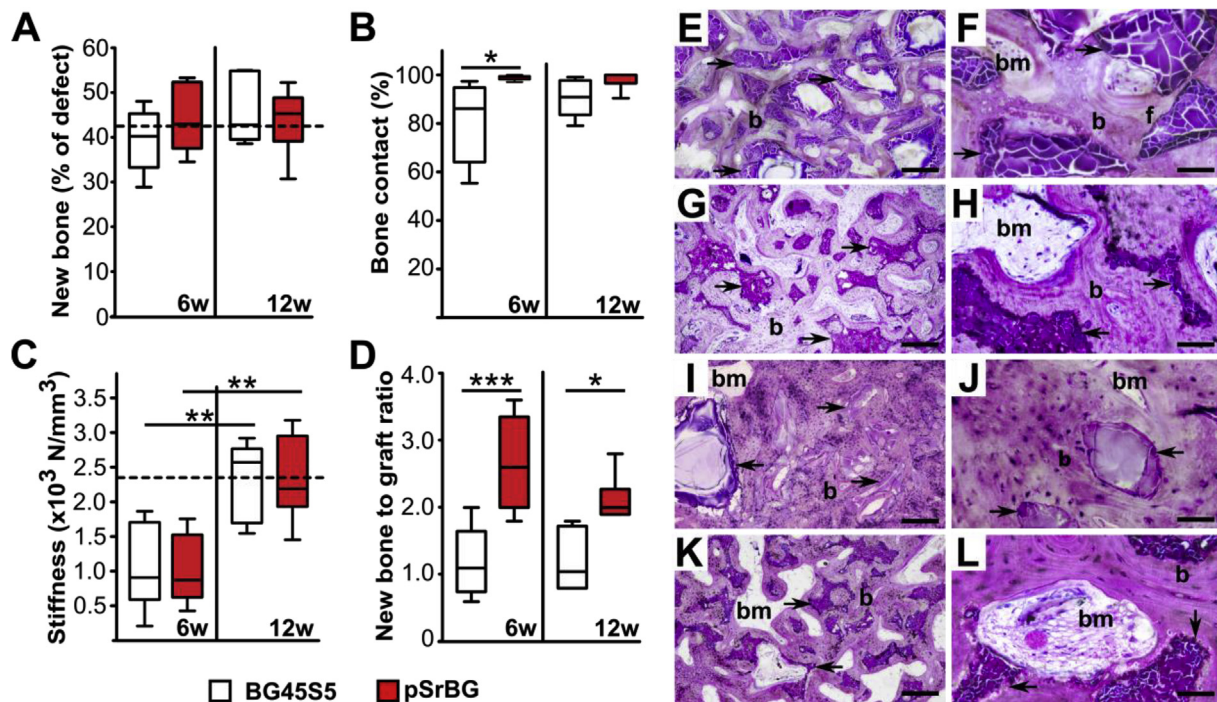 A
New bone (% of defect)
60
50
40
30
20
10
0
6w
12w
B
Bone contact (%)
100
80
60
40
20
*
6w
12w
C
Stiffness (x10³ N/mm³)
3.5
3.0
2.5
2.0
1.5
1.0
0.5
**
**
6w
12w
D
New bone to graft ratio
4.0
3.0
2.0
1.0
0
***
*
6w
12w
BG45S5
pSrBG
E
b
F
bm
b
f
G
b
H
bm
b
I
bm
b
J
bm
b
K
bm
b
L
bm
b